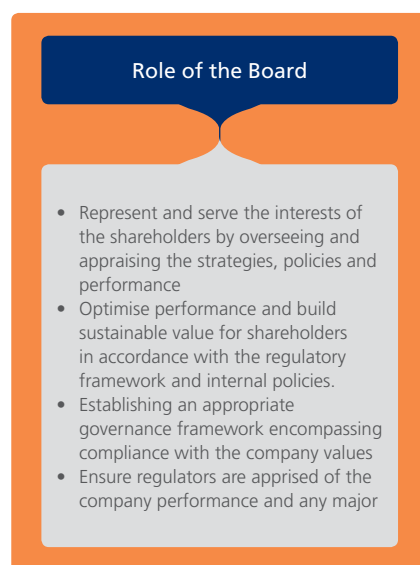 Role of the Board
• Represent and serve the interests of
the shareholders by overseeing and
appraising the strategies, policies and
performance
• Optimise performance and build
sustainable value for shareholders
in accordance with the regulatory
framework and internal policies.
• Establishing an appropriate
governance framework encompassing
compliance with the company values
• Ensure regulators are apprised of the
company performance and any major